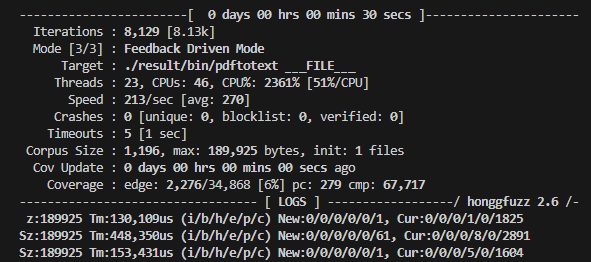 ------------------------[  0 days 00 hrs 00 mins 30 secs ]----------------------
Iterations : 8,129 [8.13k]
Mode [3/3] : Feedback Driven Mode
Target : ./result/bin/pdftotext ___FILE___
Threads : 23, CPUs: 46, CPU%: 2361% [51%/CPU]
Speed : 213/sec [avg: 270]
Crashes : 0 [unique: 0, blocklist: 0, verified: 0]
Timeouts : 5 [1 sec]
Corpus Size : 1,196, max: 189,925 bytes, init: 1 files
Cov Update : 0 days 00 hrs 00 mins 00 secs ago
Coverage : edge: 2,276/34,868 [6%] pc: 279 cmp: 67,717
---------------------------------- [ LOGS ] ------------------/ honggfuzz 2.6 /-
z:189925 Tm:130,109us (i/b/h/e/p/c) New:0/0/0/0/0/1, Cur:0/0/0/1/0/1825
Sz:189925 Tm:448,350us (i/b/h/e/p/c) New:0/0/0/0/0/61, Cur:0/0/0/8/0/2891
Sz:189925 Tm:153,431us (i/b/h/e/p/c) New:0/0/0/0/0/1, Cur:0/0/0/5/0/1604